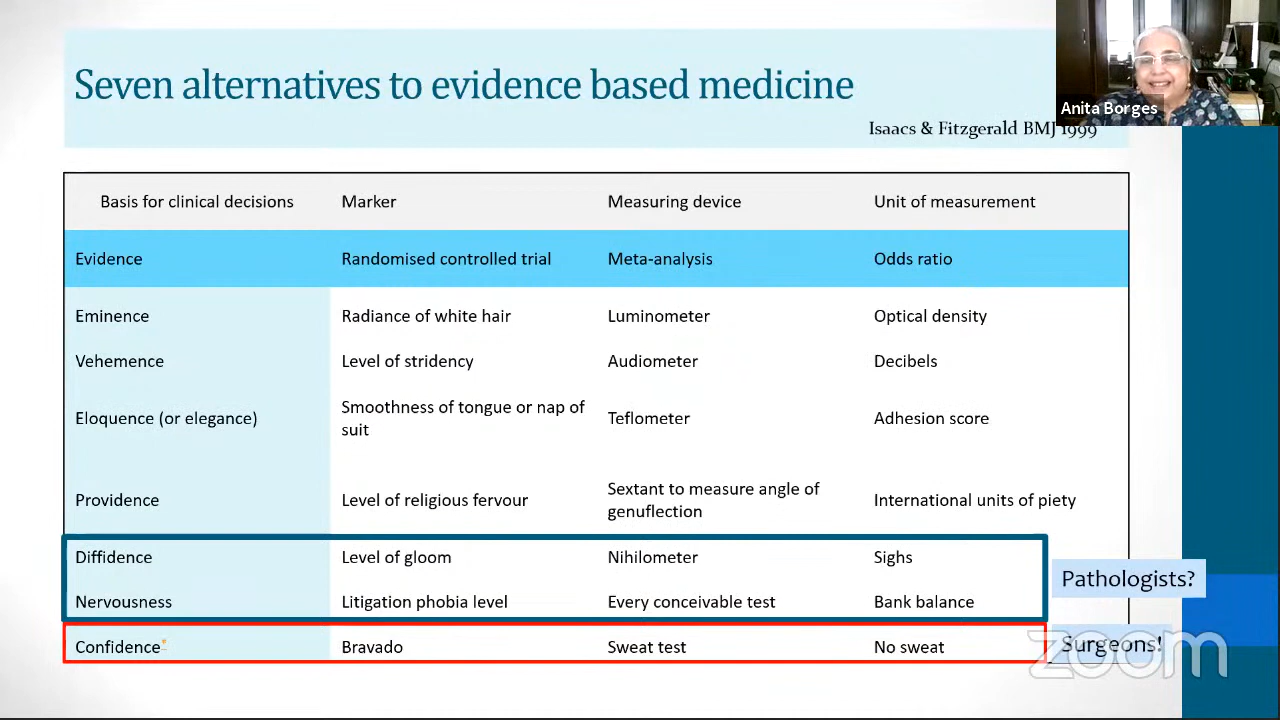 Seven alternatives to evidence based medicine
Anita Borges
Isaacs & Fitzgerald BMJ 1999
Basis for clinical decisions Marker Measuring device Unit of measurement
Evidence Randomised controlled trial Meta-analysis Odds ratio
Eminence Radiance of white hair Luminometer Optical density
Vehemence Level of stridency Audiometer Decibels
Eloquence (or elegance) Smoothness of tongue or nap of
suit Teflometer Adhesion score
Providence Level of religious fervour Sextant to measure angle of
genuflection International units of piety
Diffidence Level of gloom Nihilometer Sighs
Pathologists?
Nervousness Litigation phobia level Every conceivable test Bank balance
Confidence* Bravado Sweat test No sweat
Surgeons!
zoom